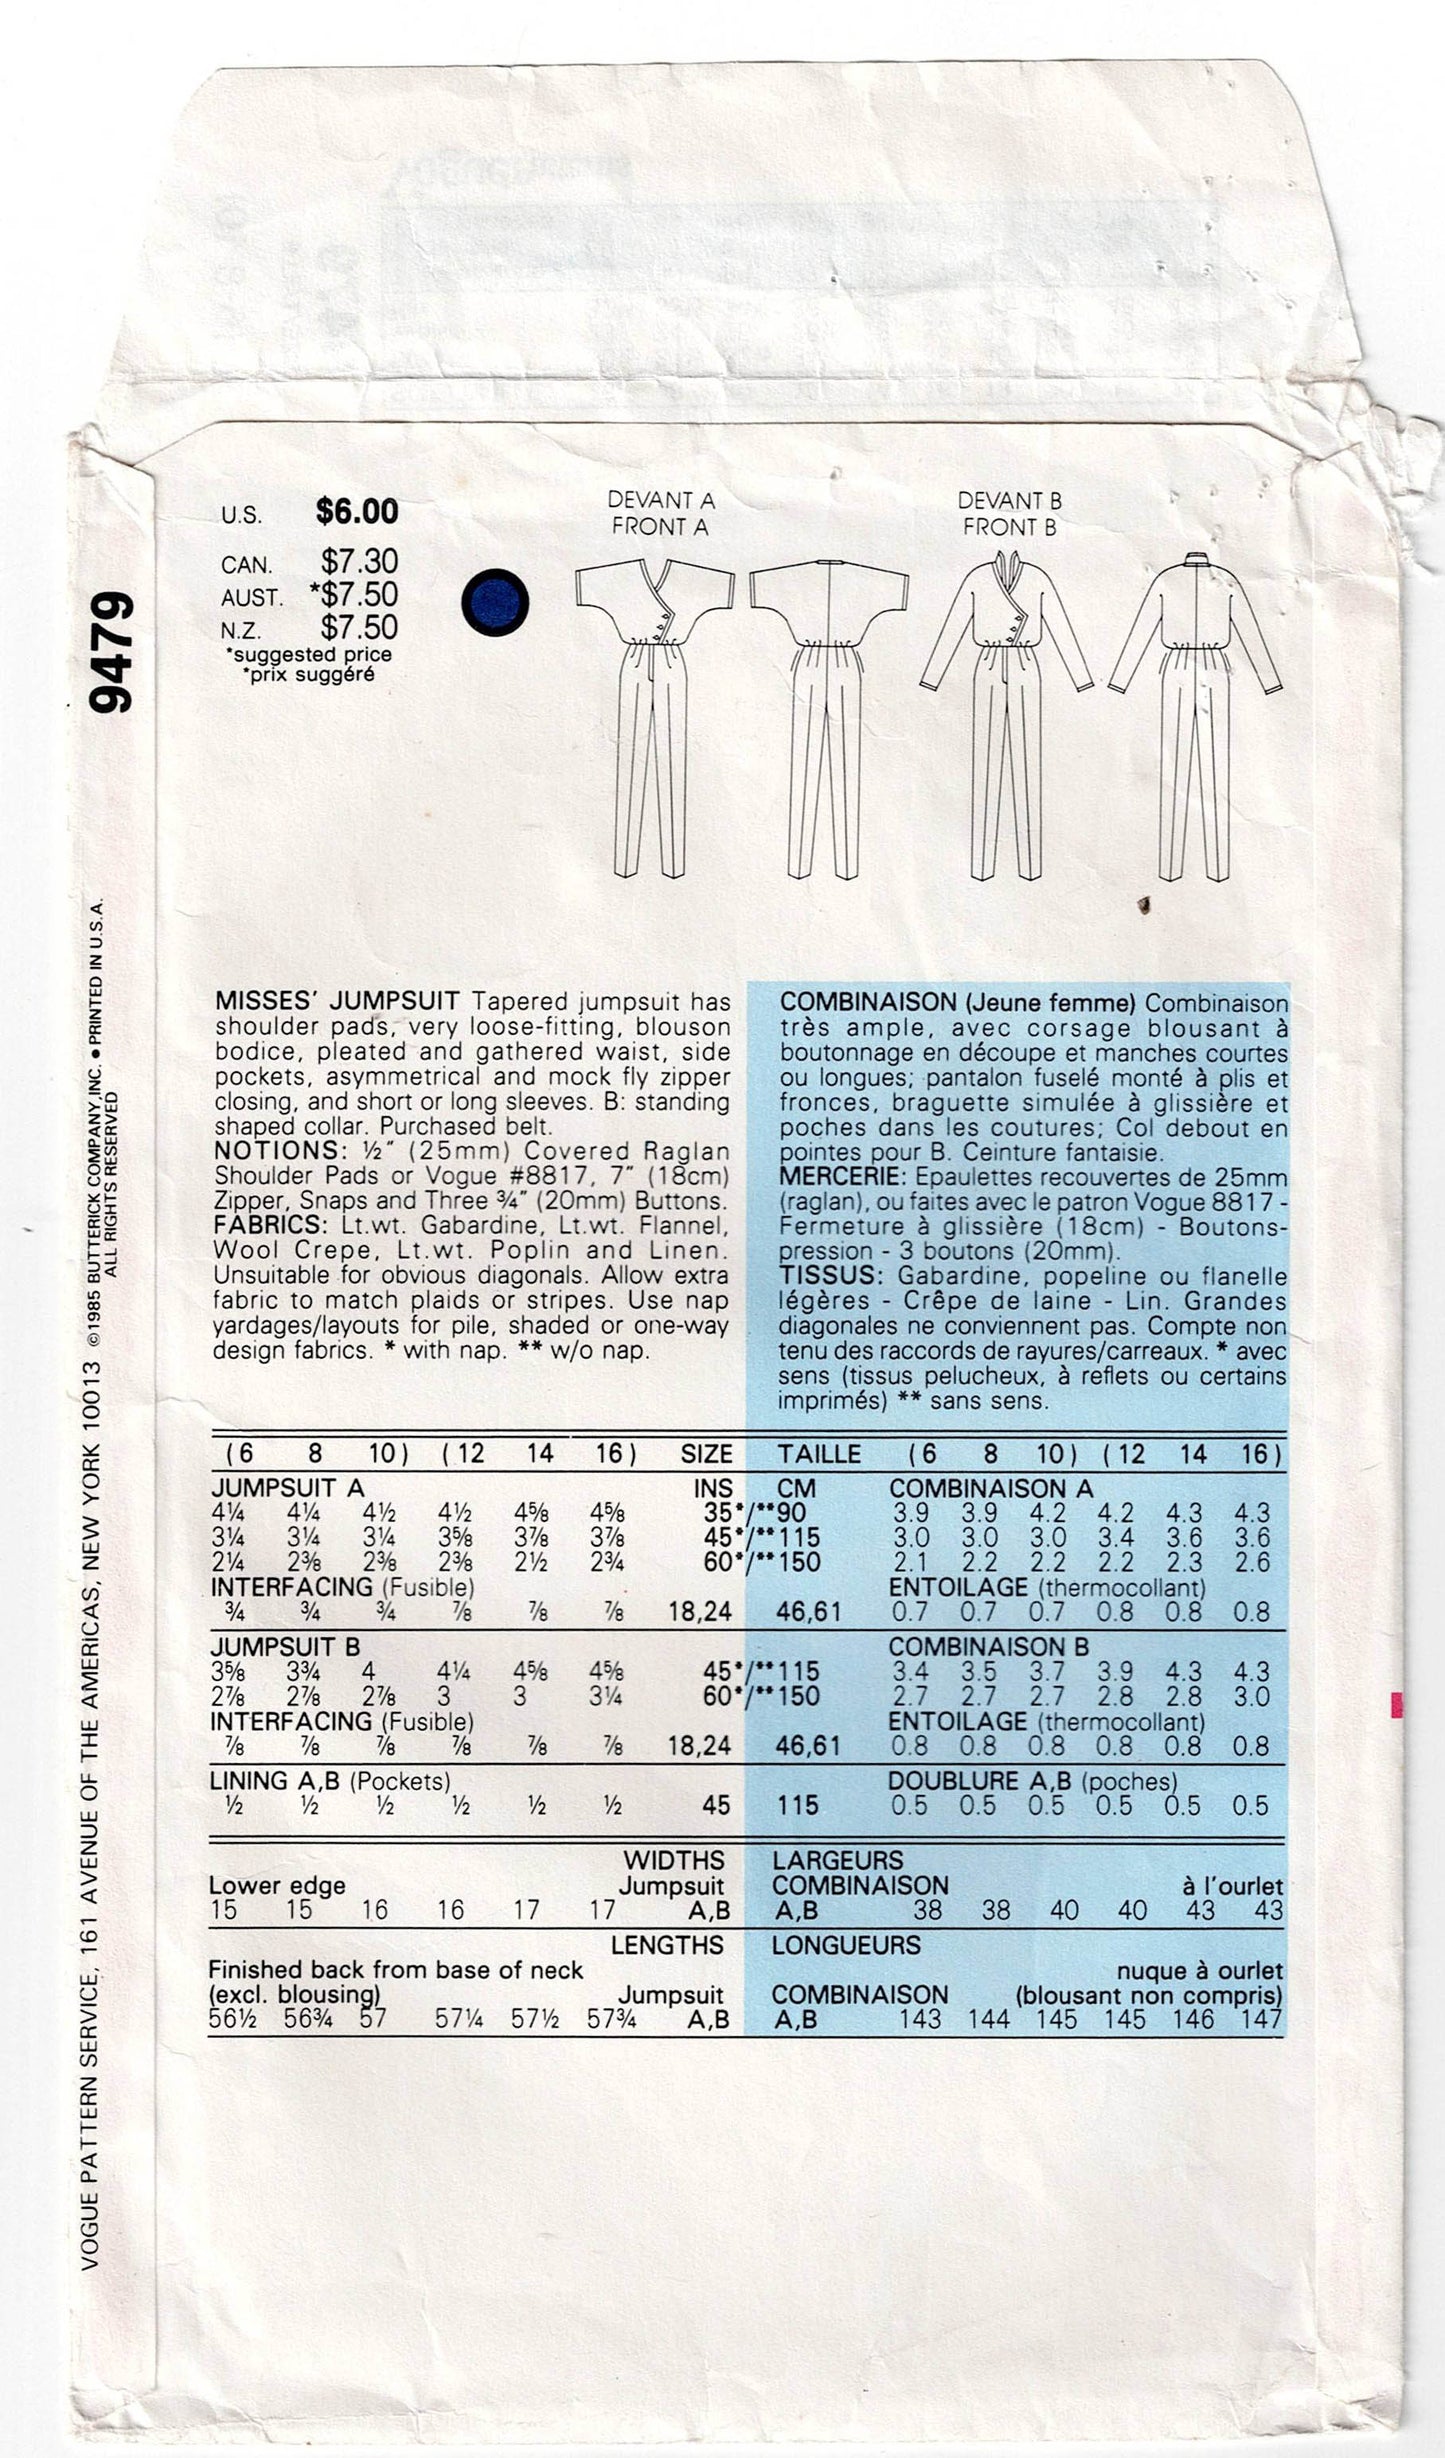 U.S. $6.00
CAN. $7.30
AUST. *$7.50
N.Z. $7.50
*suggested price
*prix suggéré
DEVANT A
FRONT A
DEVANT B
FRONT B
9479
VOGUE PATTERN SERVICE, 161 AVENUE OF THE AMERICAS, NEW YORK 10013 ©1985 BUTTERICK COMPANY, INC. ● PRINTED IN U.S.A.
ALL RIGHTS RESERVED
MISSES' JUMPSUIT Tapered jumpsuit has
shoulder pads, very loose-fitting, blouson
bodice, pleated and gathered waist, side
pockets, asymmetrical and mock fly zipper
closing, and short or long sleeves. B: standing
shaped collar. Purchased belt.
NOTIONS: ½" (25mm) Covered Raglan
Shoulder Pads or Vogue #8817, 7" (18cm)
Zipper, Snaps and Three ¾" (20mm) Buttons.
FABRICS: Lt.wt. Gabardine, Lt.wt. Flannel,
Wool Crepe, Lt.wt. Poplin and Linen.
Unsuitable for obvious diagonals. Allow extra
fabric to match plaids or stripes. Use nap
yardages/layouts for pile, shaded or one-way
design fabrics. * with nap. ** w/o nap.
COMBINAISON (Jeune femme) Combinaison
très ample, avec corsage blousant à
boutonnage en découpe et manches courtes
ou longues; pantalon fuselé monté à plis et
fronces, braguette simulée à glissière et
poches dans les coutures; Col debout en
pointes pour B. Ceinture fantaisie.
MERCERIE: Epaulettes recouvertes de 25mm
(raglan), ou faites avec le patron Vogue 8817 -
Fermeture à glissière (18cm) - Boutons-
pression - 3 boutons (20mm).
TISSUS: Gabardine, popeline ou flanelle
légères - Crêpe de laine - Lin. Grandes
diagonales ne conviennent pas. Compte non
tenu des raccords de rayures/carreaux. * avec
sens (tissus pelucheux, à reflets ou certains
imprimés) ** sans sens.
(6 8 10) (12 14 16) SIZE TAILLE (6 8 10) (12 14 16)
JUMPSUIT A INS CM COMBINAISON A
4¼ 4¼ 4½ 4½ 4⅝ 4⅝ 35*/**90 3.9 3.9 4.2 4.2 4.3 4.3
3¼ 3¼ 3¼ 3⅝ 3⅞ 3⅞ 45*/**115 3.0 3.0 3.0 3.4 3.6 3.6
2¼ 2⅜ 2⅜ 2⅜ 2½ 2¾ 60*/**150 2.1 2.2 2.2 2.2 2.3 2.6
INTERFACING (Fusible) ENTOILAGE (thermocollant)
¾ ¾ ¾ ⅞ ⅞ ⅞ 18,24 46,61 0.7 0.7 0.7 0.8 0.8 0.8
JUMPSUIT B COMBINAISON B
3⅝ 3¾ 4 4¼ 4⅝ 4⅝ 45*/**115 3.4 3.5 3.7 3.9 4.3 4.3
2⅞ 2⅞ 2⅞ 3 3 3¼ 60*/**150 2.7 2.7 2.7 2.8 2.8 3.0
INTERFACING (Fusible) ENTOILAGE (thermocollant)
⅞ ⅞ ⅞ ⅞ ⅞ ⅞ 18,24 46,61 0.8 0.8 0.8 0.8 0.8 0.8
LINING A,B (Pockets) DOUBLURE A,B (poches)
½ ½ ½ ½ ½ ½ 45 115 0.5 0.5 0.5 0.5 0.5 0.5
WIDTHS LARGEURS
Lower edge Jumpsuit COMBINAISON à l'ourlet
15 15 16 16 17 17 A,B A,B 38 38 40 40 43 43
LENGTHS LONGUEURS
Finished back from base of neck nuque à ourlet
(excl. blousing) Jumpsuit COMBINAISON (blousant non compris)
56½ 56¾ 57 57¼ 57½ 57¾ A,B A,B 143 144 145 145 146 147